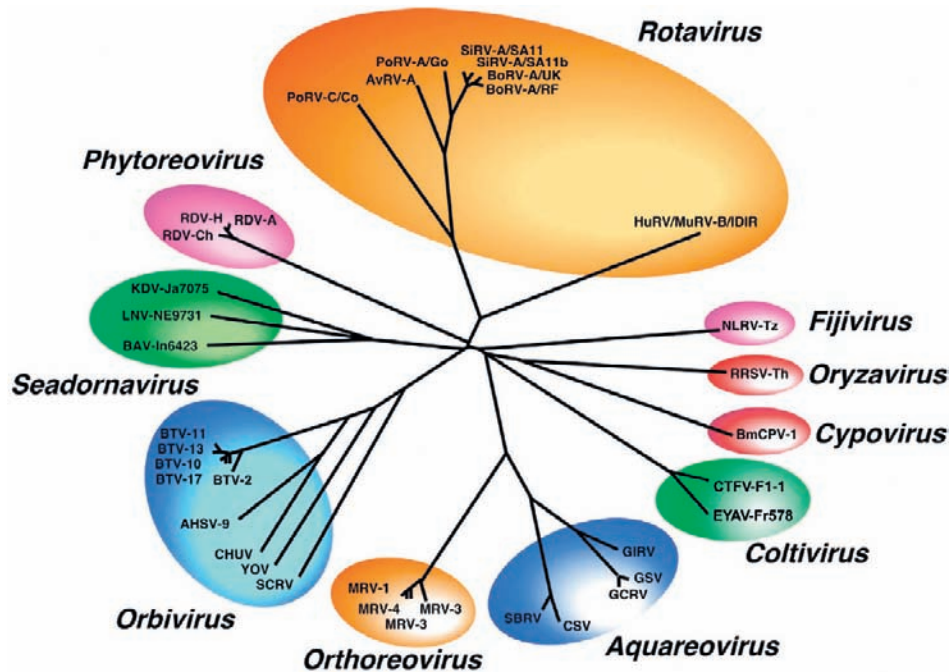 Rotavirus
SiRV-A/SA11
SiRV-A/SA11b
PoRV-A/Go
BoRV-A/UK
AvRV-A
BoRV-A/RF
PoRV-C/Co
Phytoreovirus
RDV-H
RDV-A
RDV-Ch
HuRV/MuRV-B/IDIR
KDV-Ja7075
LNV-NE9731
BAV-In6423
Seadornavirus
NLRV-Tz
Fijivirus
RRSV-Th
Oryzavirus
BmCPV-1
Cypovirus
CTFV-F1-1
EYAV-Fr578
Coltivirus
BTV-11
BTV-13
BTV-10
BTV-17
BTV-2
AHSV-9
CHUV
YOV
SCRV
Orbivirus
MRV-1
MRV-4
MRV-3
MRV-3
Orthoreovirus
GIRV
GSV
GCRV
SBRV
CSV
Aquareovirus